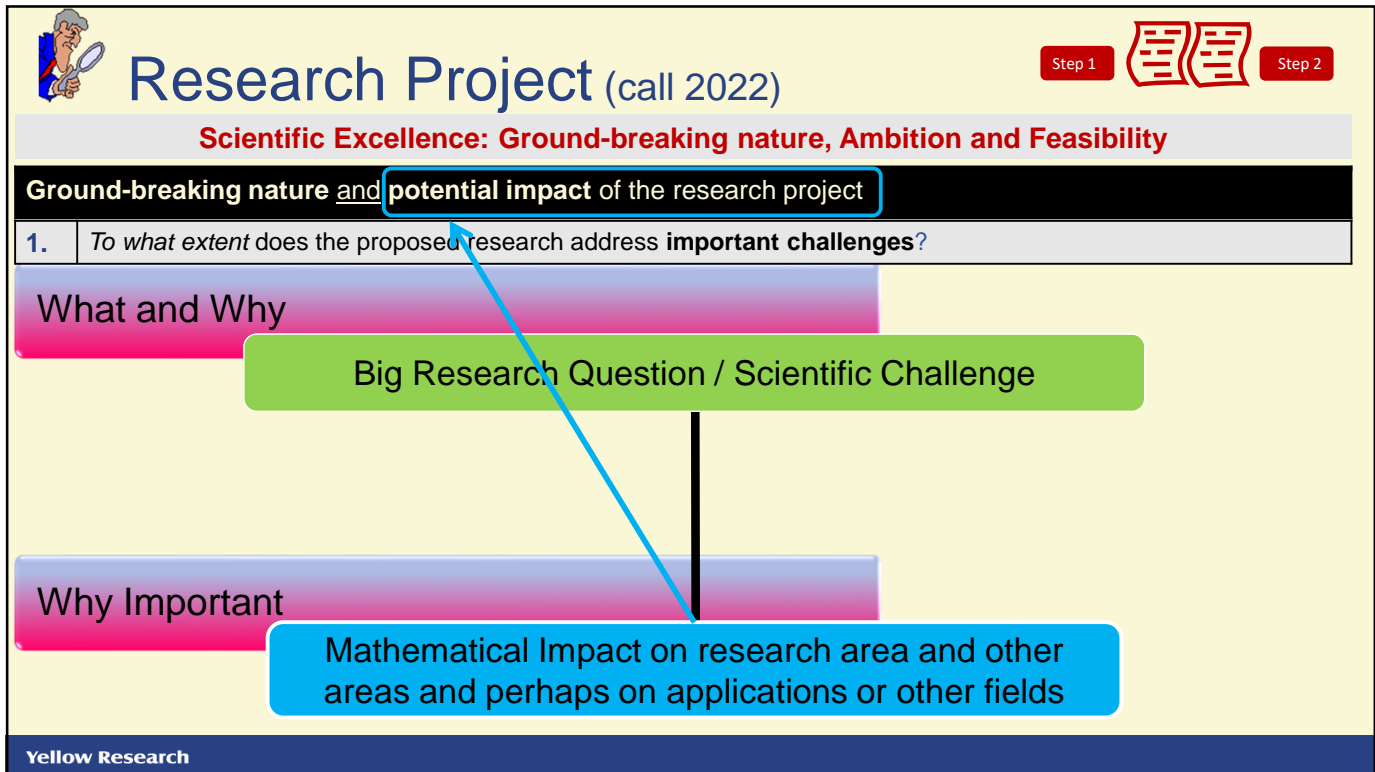 Research Project (call 2022)
Step 1
Step 2
Scientific Excellence: Ground-breaking nature, Ambition and Feasibility
Ground-breaking nature and potential impact of the research project
1. To what extent does the proposed research address important challenges?
What and Why
Big Research Question / Scientific Challenge
Why Important
Mathematical Impact on research area and other
areas and perhaps on applications or other fields
Yellow Research